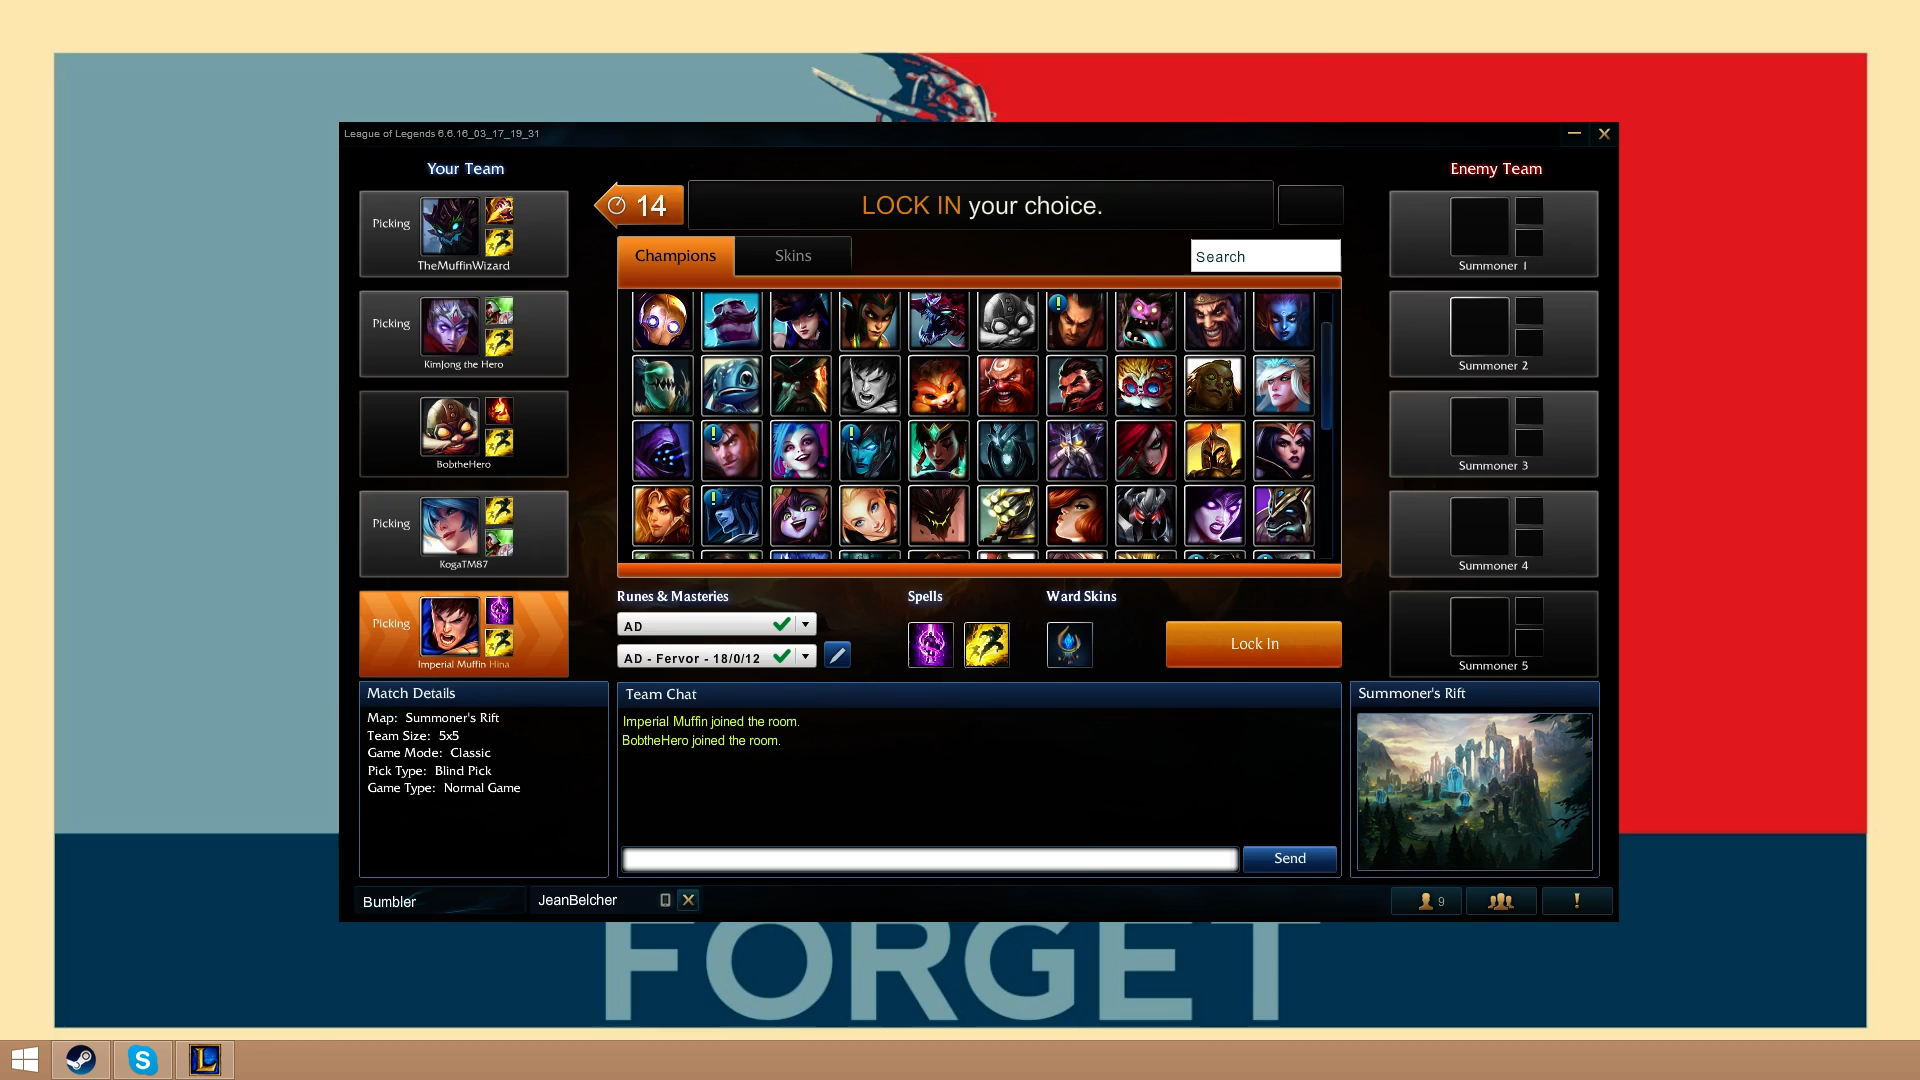 League of Legends 6.6.16_03_17_19_31
Your Team
Enemy Team
14
LOCK IN your choice.
Champions
Skins
Search
Picking
TheMuffinWizard
Picking
KimJong the Hero
BobtheHero
Picking
KogaTM87
Picking
Imperial Muffin Hina
Summoner 1
Summoner 2
Summoner 3
Summoner 4
Summoner 5
Runes & Masteries
Spells
Ward Skins
AD
AD - Fervor - 18/0/12
Lock In
Match Details
Map: Summoner's Rift
Team Size: 5x5
Game Mode: Classic
Pick Type: Blind Pick
Game Type: Normal Game
Team Chat
Imperial Muffin joined the room.
BobtheHero joined the room.
Send
Summoner's Rift
Bumbler
JeanBelcher
9
FORGET